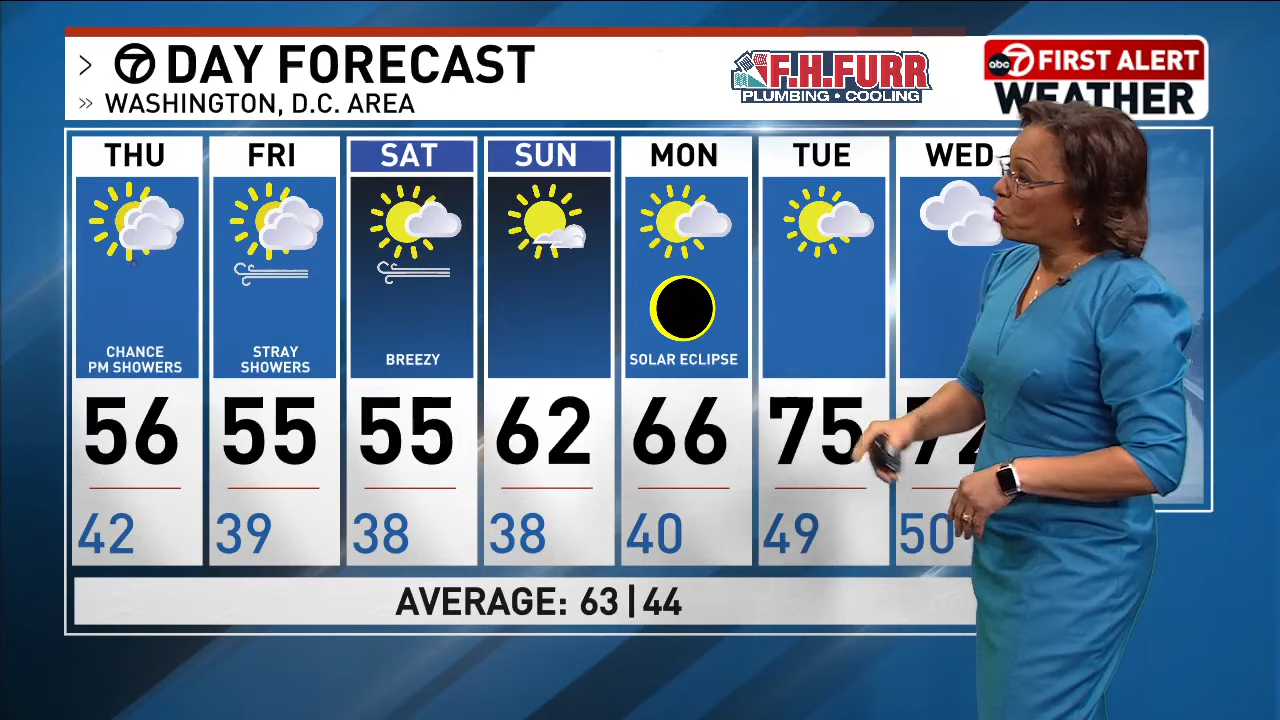 7 DAY FORECAST
WASHINGTON, D.C. AREA
F.H. FURR
PLUMBING • COOLING
abc 7 FIRST ALERT
WEATHER
THU FRI SAT SUN MON TUE WED
CHANCE PM SHOWERS
STRAY SHOWERS
BREEZY
SOLAR ECLIPSE
56 55 55 62 66 75 72
42 39 38 38 40 49 50
AVERAGE: 63|44